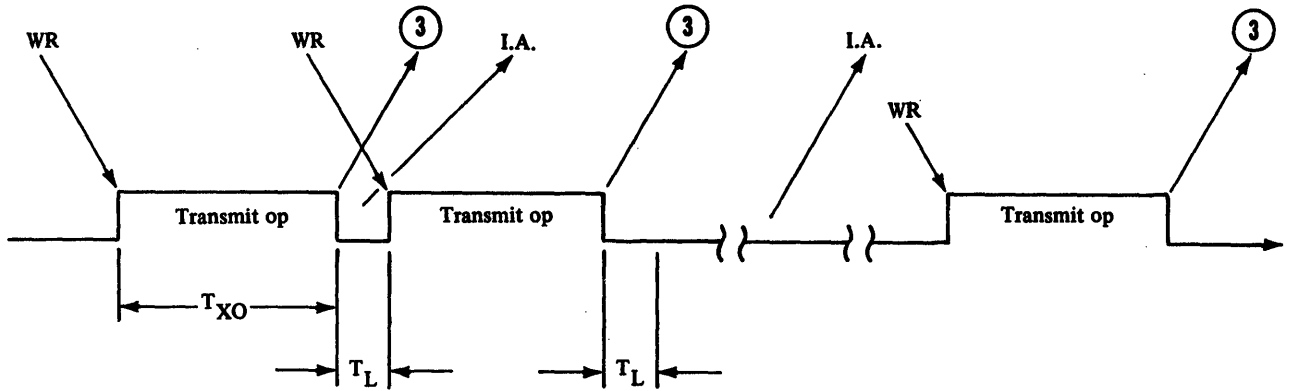 WR
WR
3
I.A.
3
I.A.
WR
3
Transmit op
Transmit op
Transmit op
T_XO
T_L
T_L